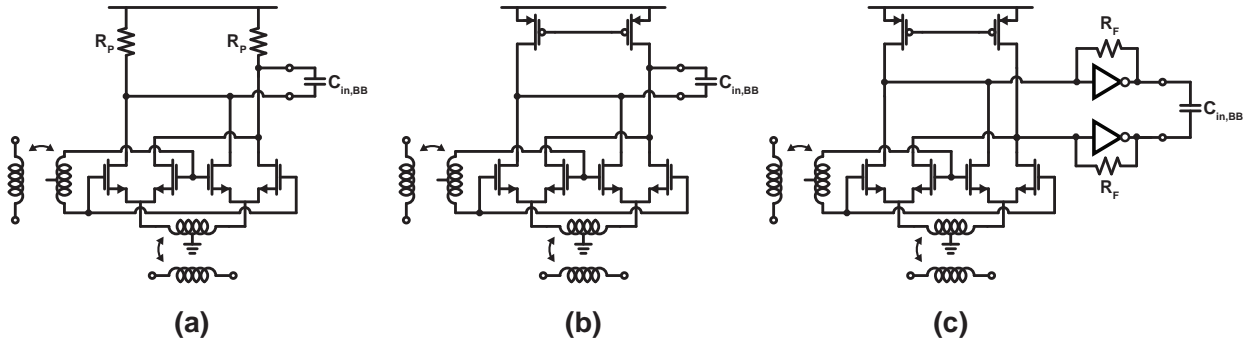 R_P
R_P
C_in,BB
(a)
C_in,BB
(b)
R_F
C_in,BB
R_F
(c)